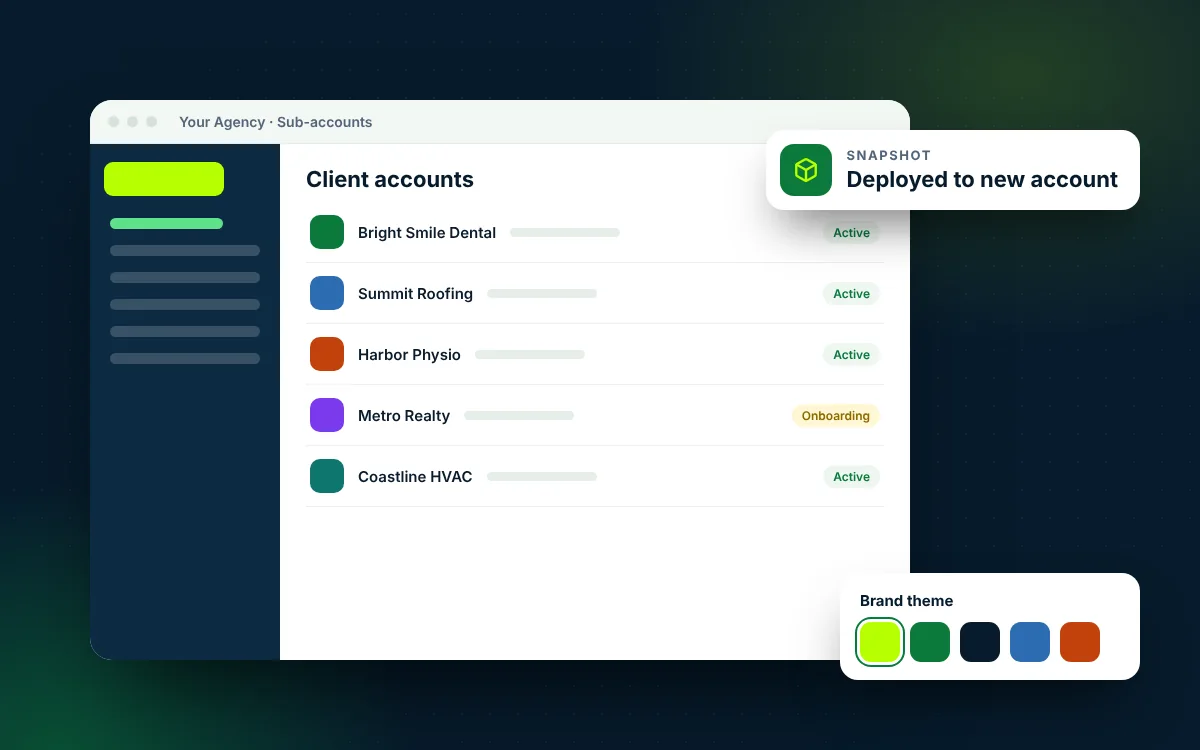 Your Agency · Sub-accounts
SNAPSHOT
Deployed to new account
Client accounts
Bright Smile Dental
Active
Summit Roofing
Active
Harbor Physio
Active
Metro Realty
Onboarding
Coastline HVAC
Active
Brand theme